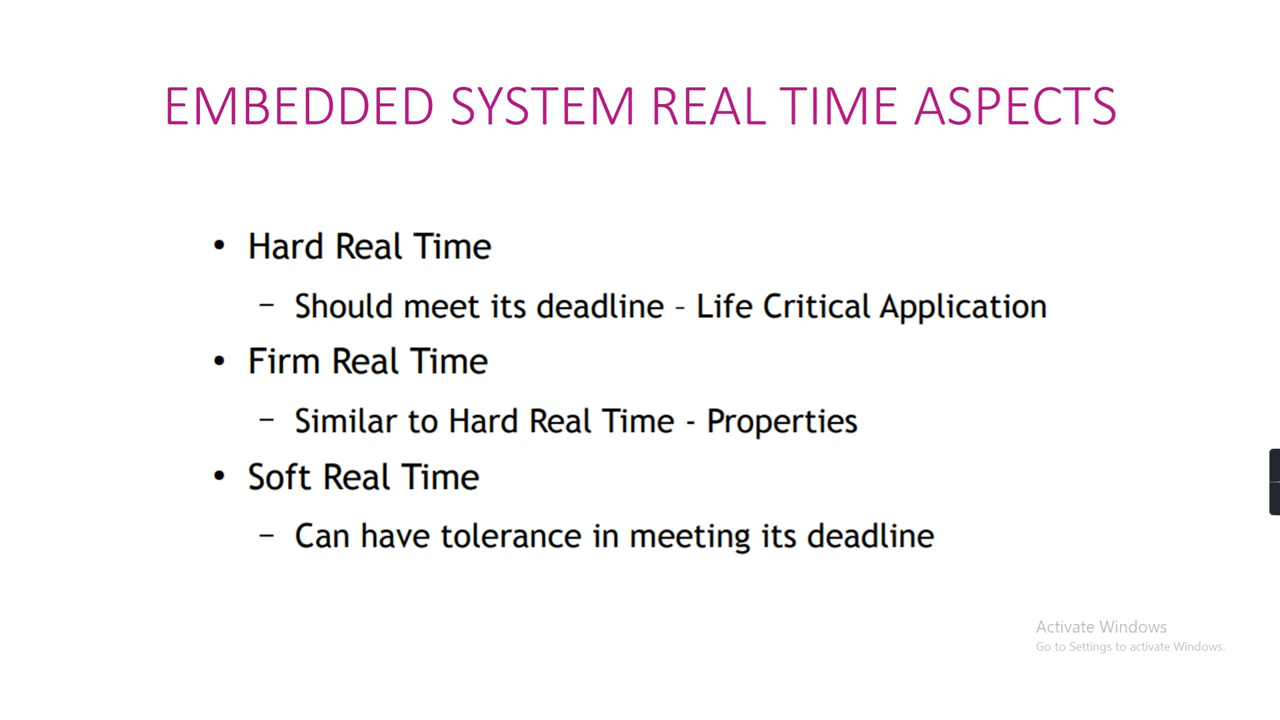 EMBEDDED SYSTEM REAL TIME ASPECTS
• Hard Real Time
– Should meet its deadline – Life Critical Application
• Firm Real Time
– Similar to Hard Real Time - Properties
• Soft Real Time
– Can have tolerance in meeting its deadline
Activate Windows
Go to Settings to activate Windows.